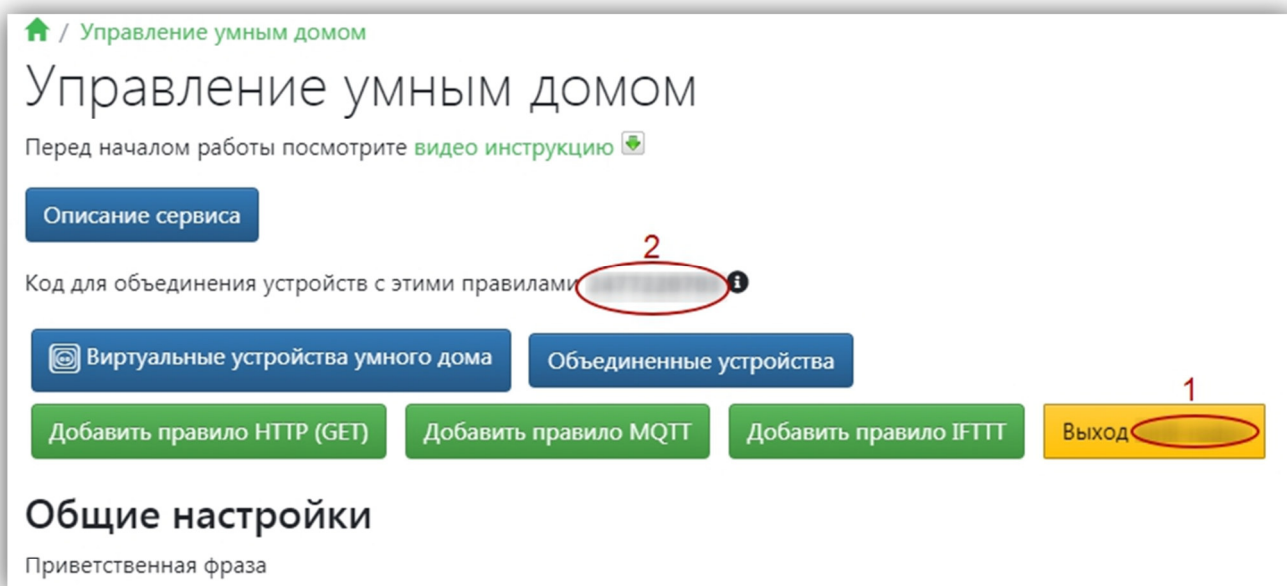 / Управление умным домом
Управление умным домом
Перед началом работы посмотрите видео инструкцию
Описание сервиса
2
Код для объединения устройств с этими правилами
Виртуальные устройства умного дома Объединенные устройства
1
Добавить правило HTTP (GET) Добавить правило MQTT Добавить правило IFTTT Выход
Общие настройки
Приветственная фраза